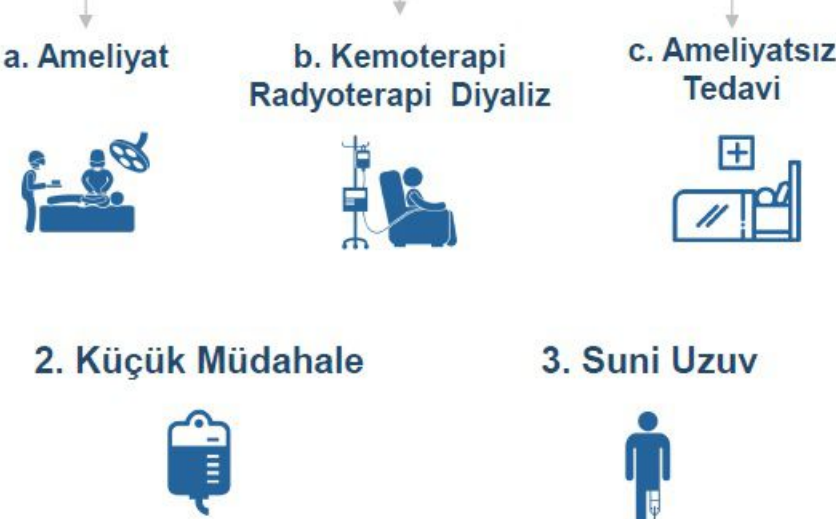 a. Ameliyat
b. Kemoterapi
Radyoterapi Diyaliz
c. Ameliyatsız
Tedavi
2. Küçük Müdahale
3. Suni Uzuv